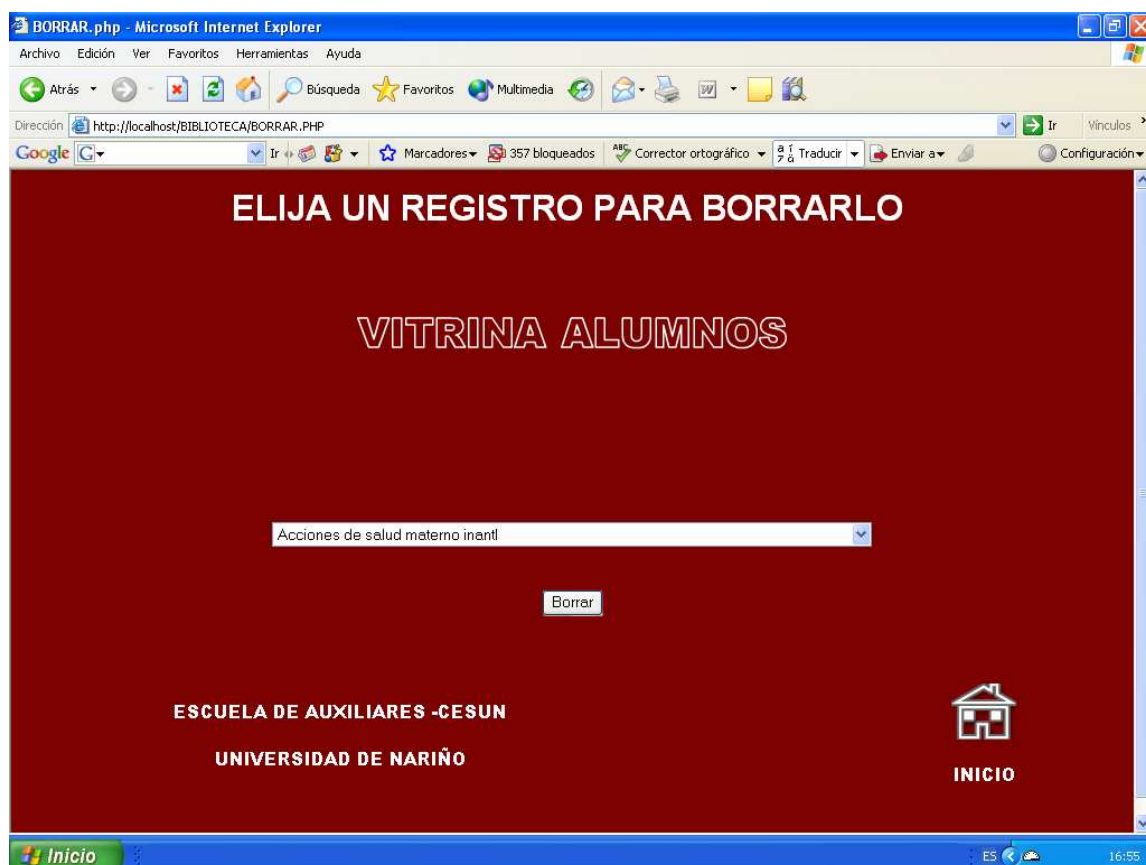 BORRAR.php - Microsoft Internet Explorer
Archivo Edición Ver Favoritos Herramientas Ayuda
Atrás Búsqueda Favoritos Multimedia
Dirección http://localhost/BIBLIOTECA/BORRAR.PHP Ir Vínculos
Google G Ir Marcadores 357 bloqueados ABC Corrector ortográfico Traducir Enviar a Configuración
ELIJA UN REGISTRO PARA BORRARLO
VITRINA ALUMNOS
Acciones de salud materno inantl
Borrar
ESCUELA DE AUXILIARES -CESUN
UNIVERSIDAD DE NARIÑO
INICIO
Inicio ES 16:55